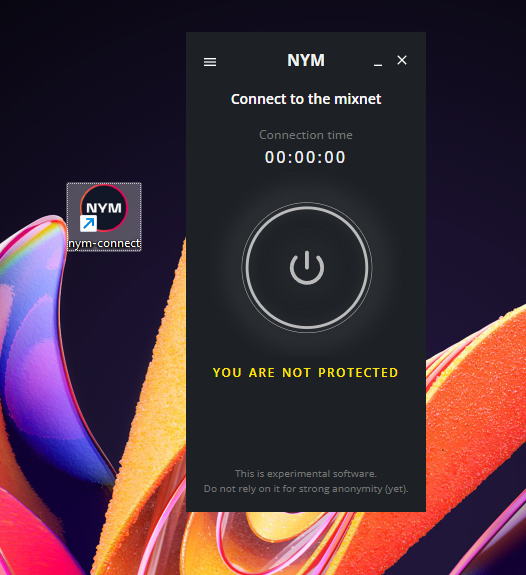 NYM
nym-connect
NYM
Connect to the mixnet
Connection time
00:00:00
YOU ARE NOT PROTECTED
This is experimental software.
Do not rely on it for strong anonymity (yet).